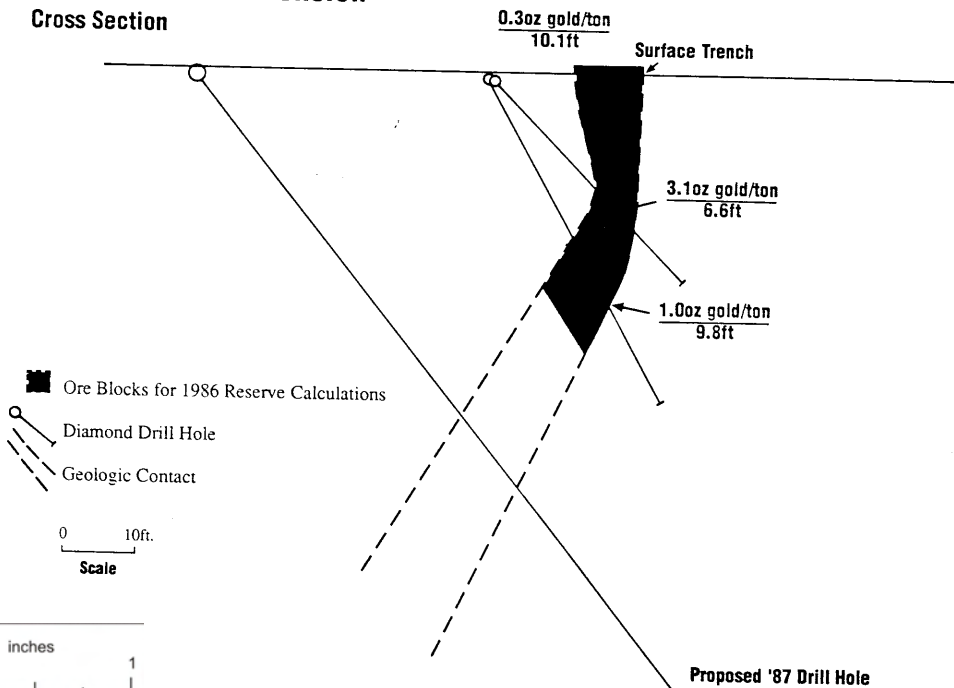 Cross Section
0.3oz gold/ton
10.1ft
Surface Trench
3.1oz gold/ton
6.6ft
1.0oz gold/ton
9.8ft
Ore Blocks for 1986 Reserve Calculations
Diamond Drill Hole
Geologic Contact
0 10ft.
Scale
inches
1
Proposed '87 Drill Hole